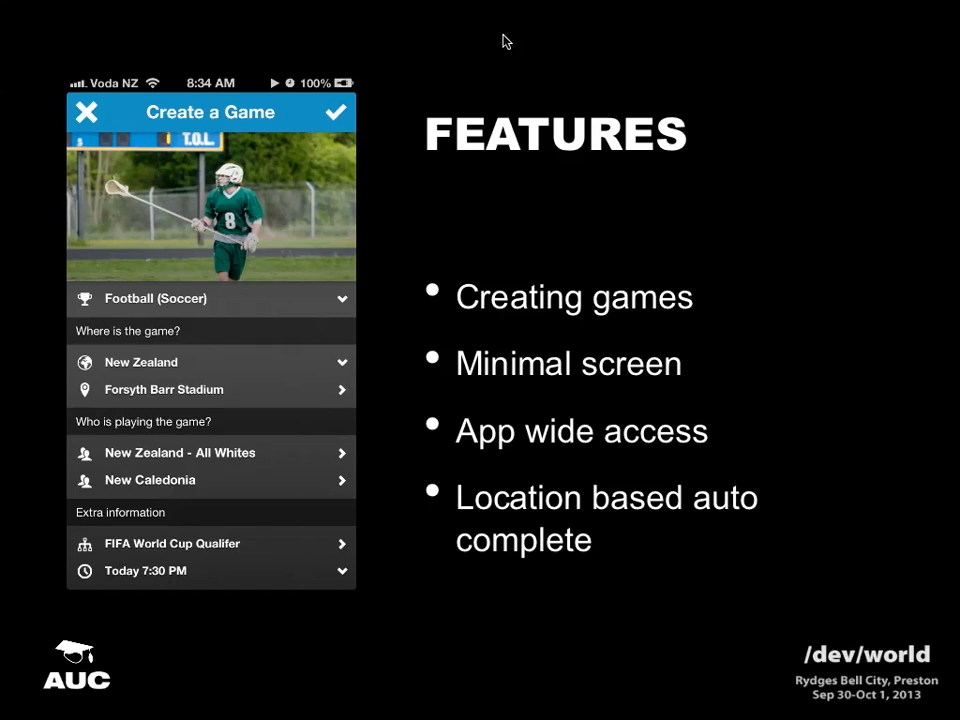 Voda NZ 8:34 AM 100%
Create a Game
T.O.L.
8
Football (Soccer)
Where is the game?
New Zealand
Forsyth Barr Stadium
Who is playing the game?
New Zealand - All Whites
New Caledonia
Extra information
FIFA World Cup Qualifer
Today 7:30 PM
FEATURES
• Creating games
• Minimal screen
• App wide access
• Location based auto
complete
AUC
/dev/world
Rydges Bell City, Preston
Sep 30-Oct 1, 2013